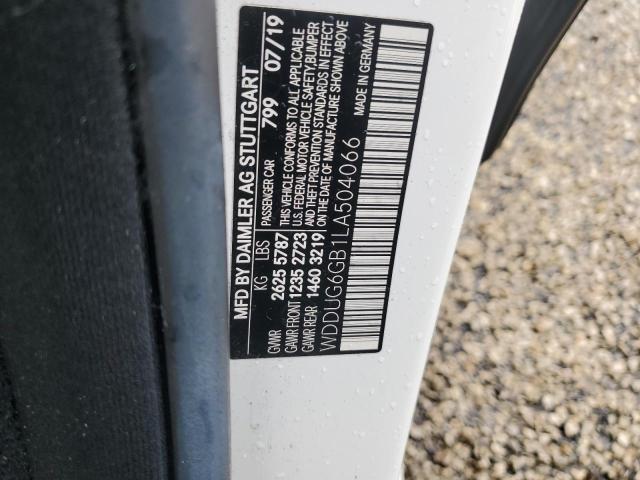 MFD BY DAIMLER AG STUTTGART
PASSENGER CAR 799 07/19
KG LBS
GVWR 2625 5787
GAWR FRONT 1235 2723
GAWR REAR 1460 3219
THIS VEHICLE CONFORMS TO ALL APPLICABLE
U.S. FEDERAL MOTOR VEHICLE SAFETY,BUMPER
AND THEFT PREVENTION STANDARDS IN EFFECT
ON THE DATE OF MANUFACTURE SHOWN ABOVE
WDDUG6GB1LA504066
MADE IN GERMANY